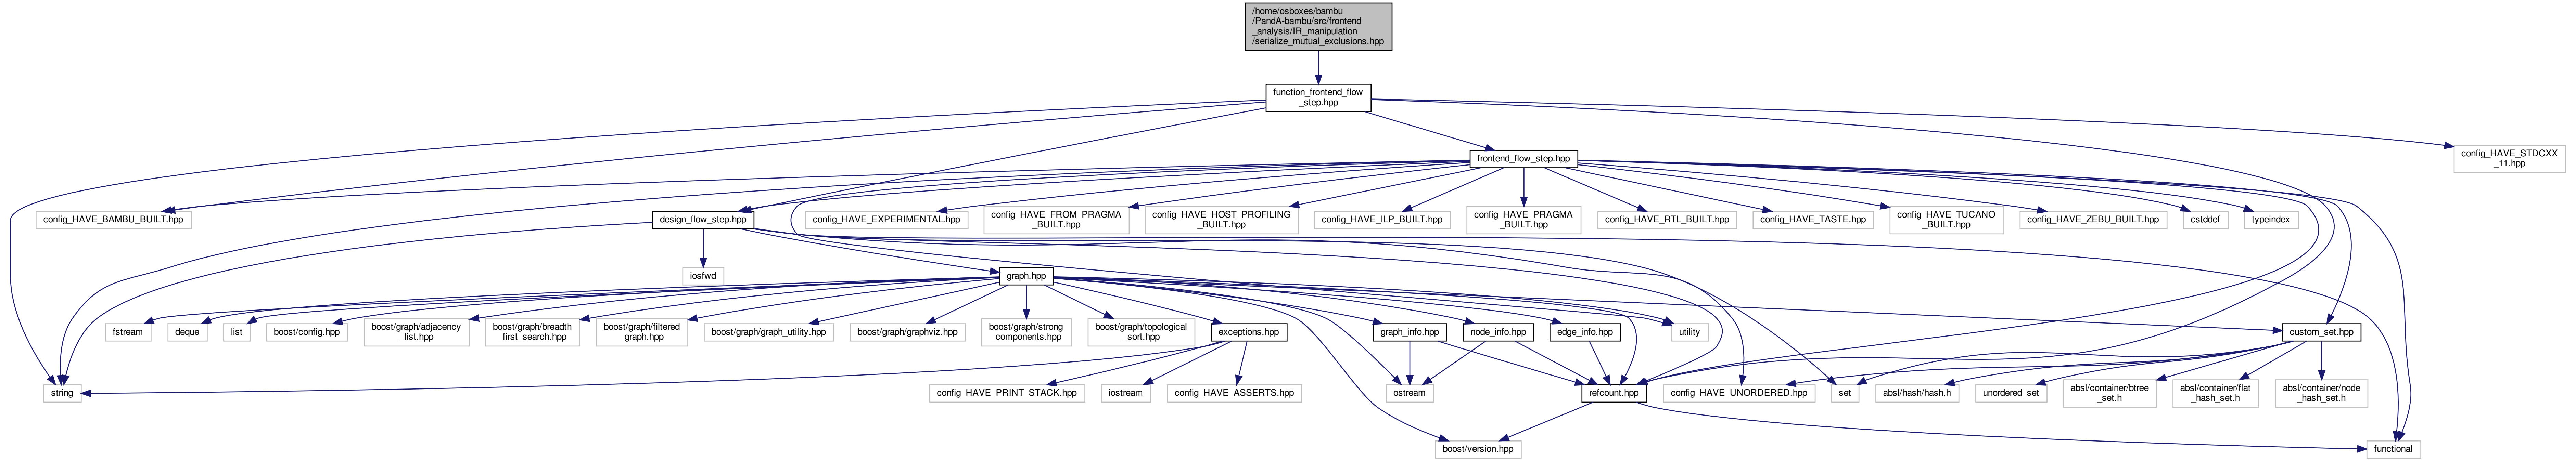 /home/osboxes/bambu
/PandA-bambu/src/frontend
_analysis/IR_manipulation
/serialize_mutual_exclusions.hpp
function_frontend_flow
_step.hpp
frontend_flow_step.hpp
config_HAVE_STDCXX
_11.hpp
config_HAVE_BAMBU_BUILT.hpp
design_flow_step.hpp
config_HAVE_EXPERIMENTAL.hpp
config_HAVE_FROM_PRAGMA
_BUILT.hpp
config_HAVE_HOST_PROFILING
_BUILT.hpp
config_HAVE_ILP_BUILT.hpp
config_HAVE_PRAGMA
_BUILT.hpp
config_HAVE_RTL_BUILT.hpp
config_HAVE_TASTE.hpp
config_HAVE_TUCANO
_BUILT.hpp
config_HAVE_ZEBU_BUILT.hpp
cstddef
typeindex
iosfwd
graph.hpp
fstream
deque
list
boost/config.hpp
boost/graph/adjacency
_list.hpp
boost/graph/breadth
_first_search.hpp
boost/graph/filtered
_graph.hpp
boost/graph/graph_utility.hpp
boost/graph/graphviz.hpp
boost/graph/strong
_components.hpp
boost/graph/topological
_sort.hpp
exceptions.hpp
graph_info.hpp
node_info.hpp
edge_info.hpp
utility
custom_set.hpp
string
config_HAVE_PRINT_STACK.hpp
iostream
config_HAVE_ASSERTS.hpp
ostream
refcount.hpp
config_HAVE_UNORDERED.hpp
set
absl/hash/hash.h
unordered_set
absl/container/btree
_set.h
absl/container/flat
_hash_set.h
absl/container/node
_hash_set.h
boost/version.hpp
functional